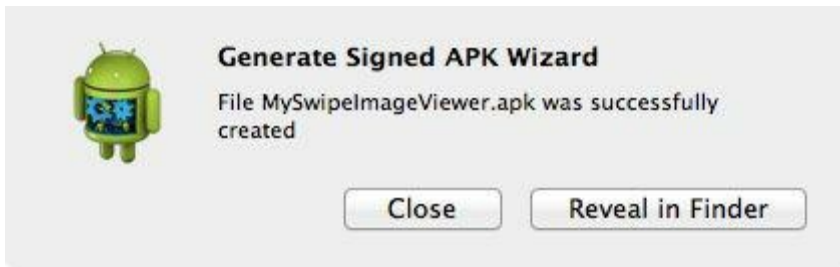 Generate Signed APK Wizard
File MySwipeImageViewer.apk was successfully
created
Close
Reveal in Finder